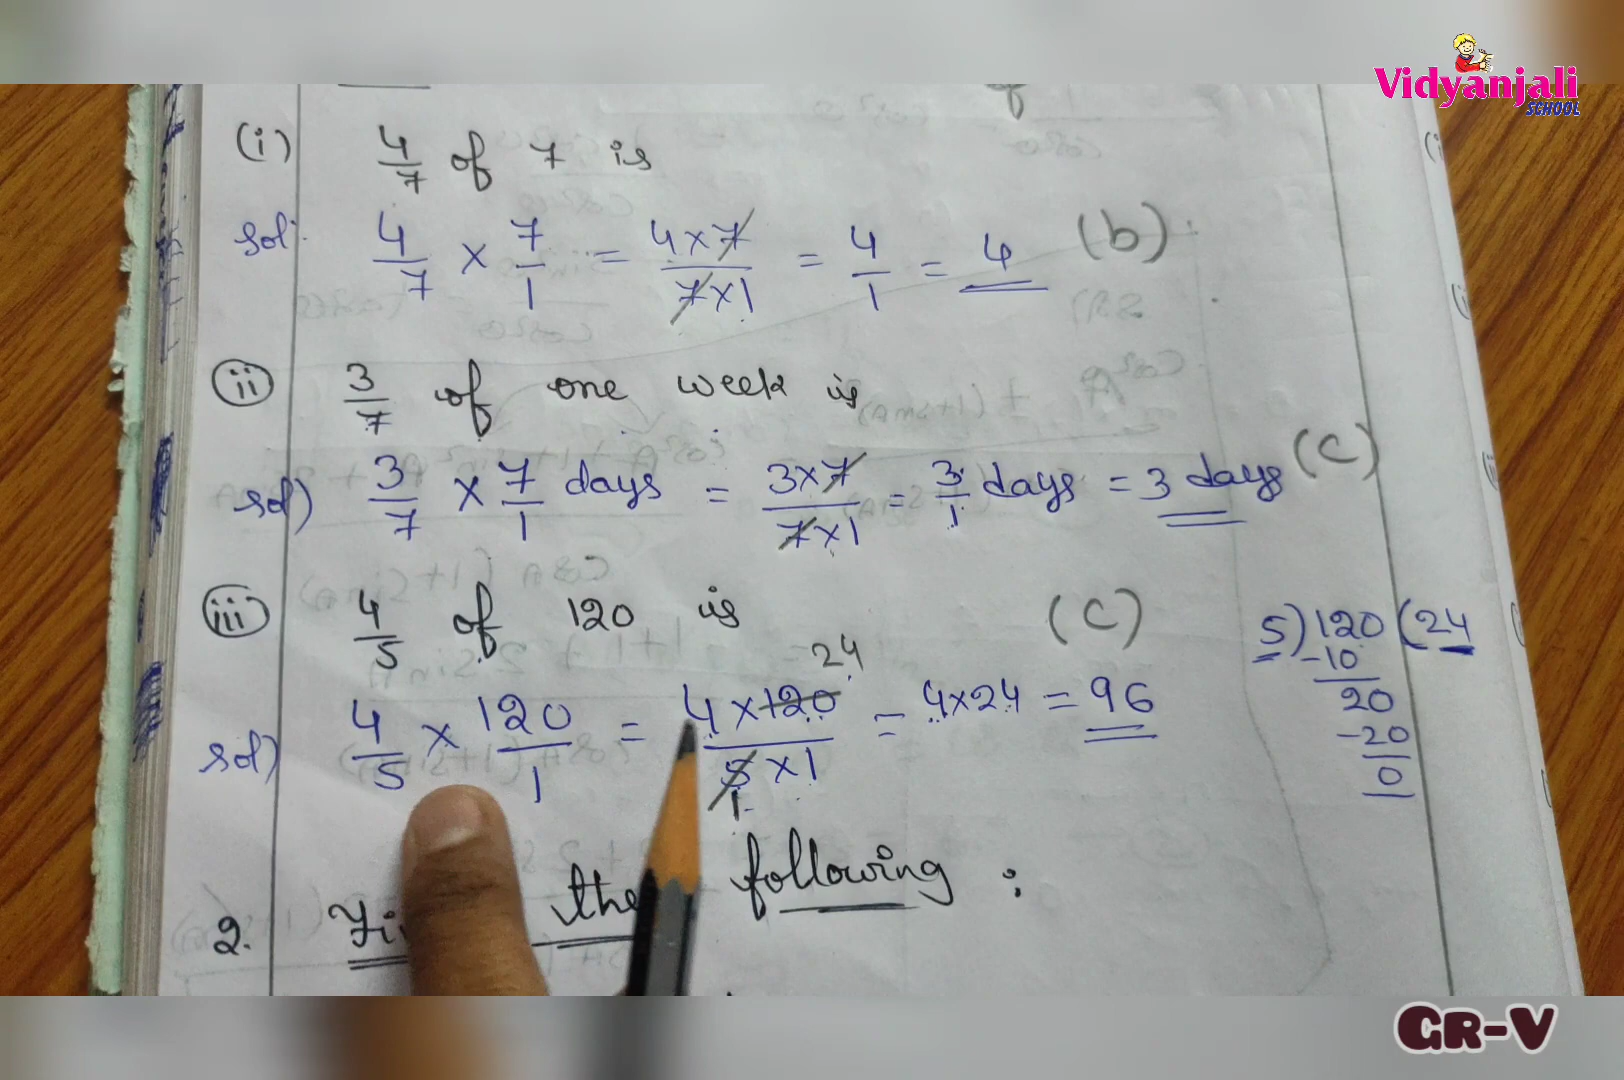 Vidyanjali
SCHOOL
(i) 4/7 of 7 is
sol: 4/7 × 7/1 = 4×7/7×1 = 4/1 = 4 (b)
(ii) 3/7 of one week is
sol) 3/7 × 7/1 days = 3×7/7×1 = 3/1 days = 3 days (C)
(iii) 4/5 of 120 is (C)
24
sol) 4/5 × 120/1 = 4×120/5×1 = 4×24 = 96
1
5)120(24
-10
20
-20
0
2. the following :
GR-V